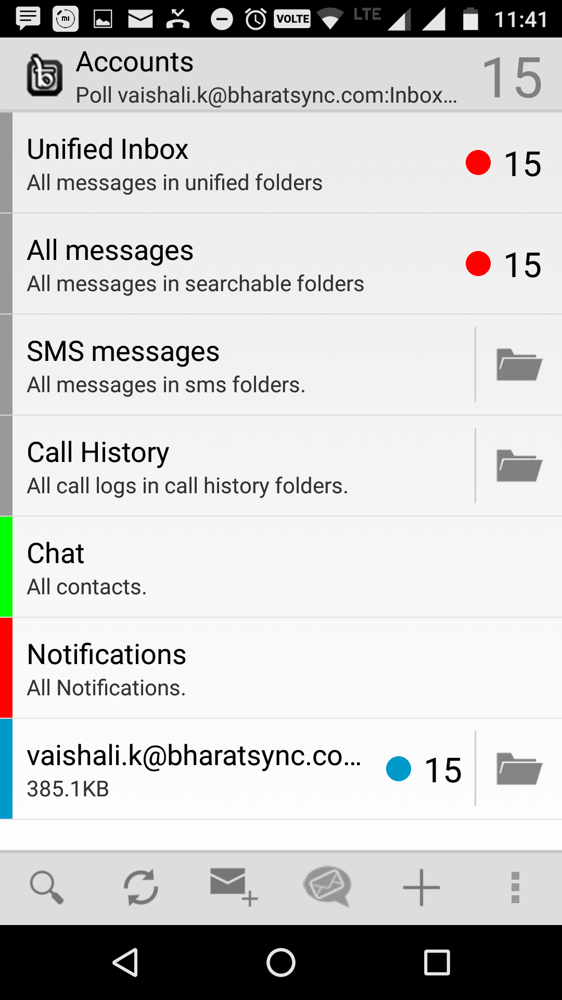 mi VOLTE LTE 11:41
Accounts
Poll vaishali.k@bharatsync.com:Inbox...
15
Unified Inbox
All messages in unified folders
15
All messages
All messages in searchable folders
15
SMS messages
All messages in sms folders.
Call History
All call logs in call history folders.
Chat
All contacts.
Notifications
All Notifications.
vaishali.k@bharatsync.co...
385.1KB
15